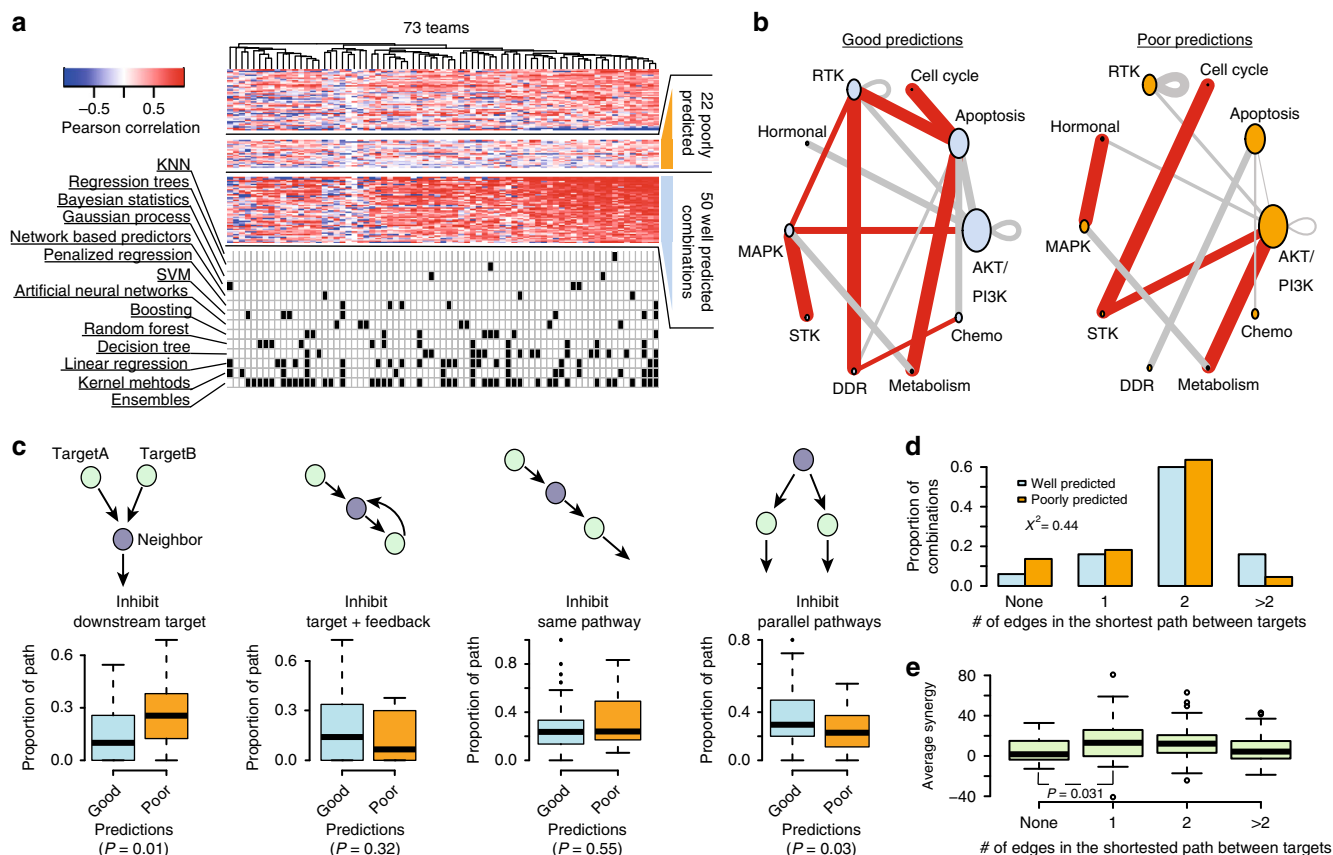 a
73 teams
−0.5
0.5
Pearson correlation
22 poorly
predicted
50 well predicted
combinations
KNN
Regression trees
Bayesian statistics
Gaussian process
Network based predictors
Penalized regression
SVM
Artificial neural networks
Boosting
Random forest
Decision tree
Linear regression
Kernel mehtods
Ensembles
b
Good predictions
RTK
Cell cycle
Apoptosis
Hormonal
MAPK
AKT/
PI3K
STK
Chemo
DDR
Metabolism
Poor predictions
RTK
Cell cycle
Hormonal
Apoptosis
MAPK
AKT/
PI3K
STK
Chemo
DDR
Metabolism
c
TargetA
TargetB
Neighbor
Inhibit
downstream target
Proportion of path
0.6
0.3
0.0
Good
Poor
Predictions
(P = 0.01)
Inhibit
target + feedback
Proportion of path
0.6
0.3
0.0
Good
Poor
Predictions
(P = 0.32)
Inhibit
same pathway
Proportion of path
0.8
0.4
0.0
Good
Poor
Predictions
(P = 0.55)
Inhibit
parallel pathways
Proportion of path
0.8
0.4
0.0
Good
Poor
Predictions
(P = 0.03)
d
Proportion of
combinations
0.6
0.4
0.2
0.0
Well predicted
Poorly predicted
X²= 0.44
None
1
2
>2
# of edges in the shortest path between targets
e
Average synergy
80
40
0
−40
P = 0.031
None
1
2
>2
# of edges in the shortested path between targets